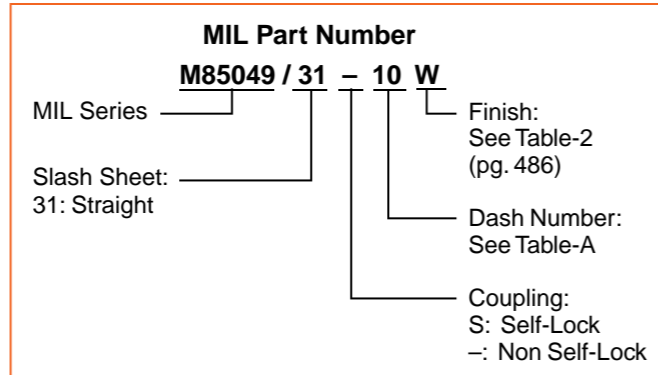 MIL Part Number
M85049 / 31 – 10 W
MIL Series
Slash Sheet:
31: Straight
Finish:
See Table-2
(pg. 486)
Dash Number:
See Table-A
Coupling:
S: Self-Lock
–: Non Self-Lock